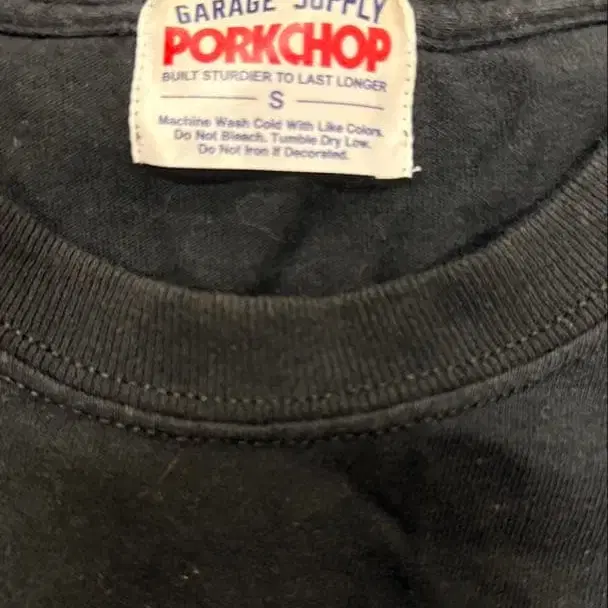 GARAGE SUPPLY
PORKCHOP
BUILT STURDIER TO LAST LONGER
S
Machine Wash Cold With Like Colors.
Do Not Bleach. Tumble Dry Low.
Do Not Iron If Decorated.